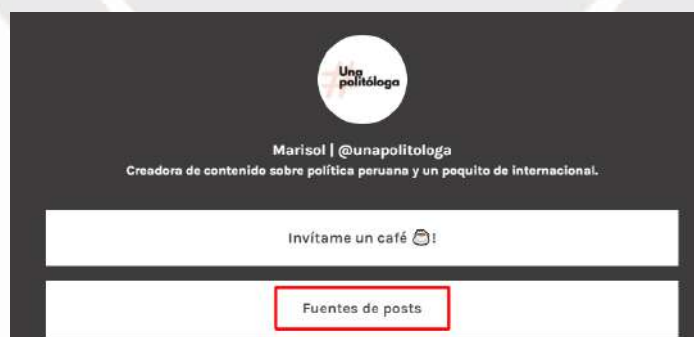 Una
politóloga
Marisol | @unapolitologa
Creadora de contenido sobre política peruana y un poquito de internacional.
Invítame un café !
Fuentes de posts